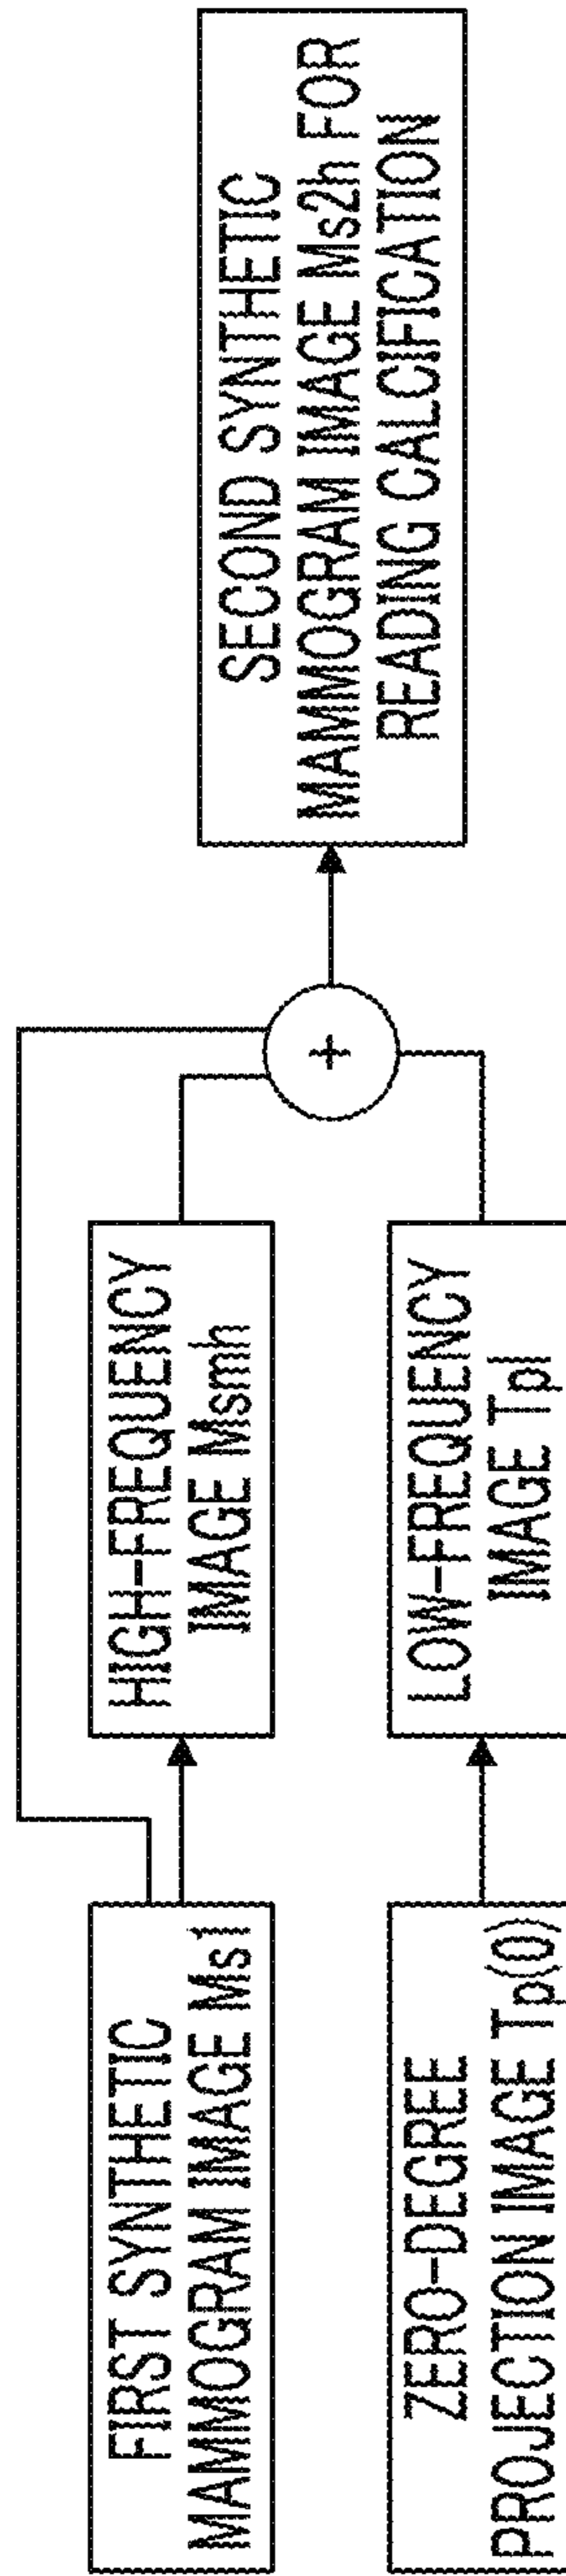 FIRST SYNTHETIC
MAMMOGRAM IMAGE Ms1
HIGH-FREQUENCY
IMAGE Msmh
ZERO-DEGREE
PROJECTION IMAGE Tp(0)
LOW-FREQUENCY
IMAGE Tpl
+
SECOND SYNTHETIC
MAMMOGRAM IMAGE Ms2h FOR
READING CALCIFICATION